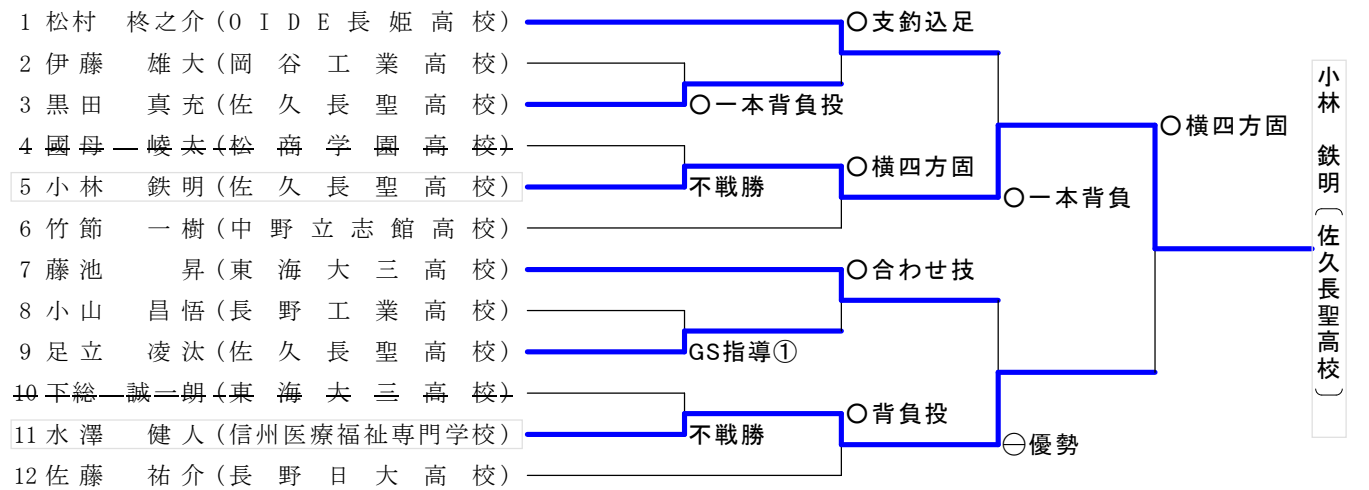 1 松村 柊之介(OIDE長姫高校)
○支釣込足
2 伊藤 雄大(岡谷工業高校)
3 黒田 真充(佐久長聖高校)
○一本背負投
4 國母 崚太(松商学園高校)
○横四方固
5 小林 鉄明(佐久長聖高校)
不戦勝
○横四方固
○一本背負
6 竹節 一樹(中野立志館高校)
7 藤池 昇(東海大三高校)
○合わせ技
8 小山 昌悟(長野工業高校)
9 足立 凌汰(佐久長聖高校)
GS指導①
10 下総 誠一朗(東海大三高校)
○背負投
11 水澤 健人(信州医療福祉専門学校)
不戦勝
㊀優勢
12 佐藤 祐介(長野日大高校)
小林 鉄明(佐久長聖高校)